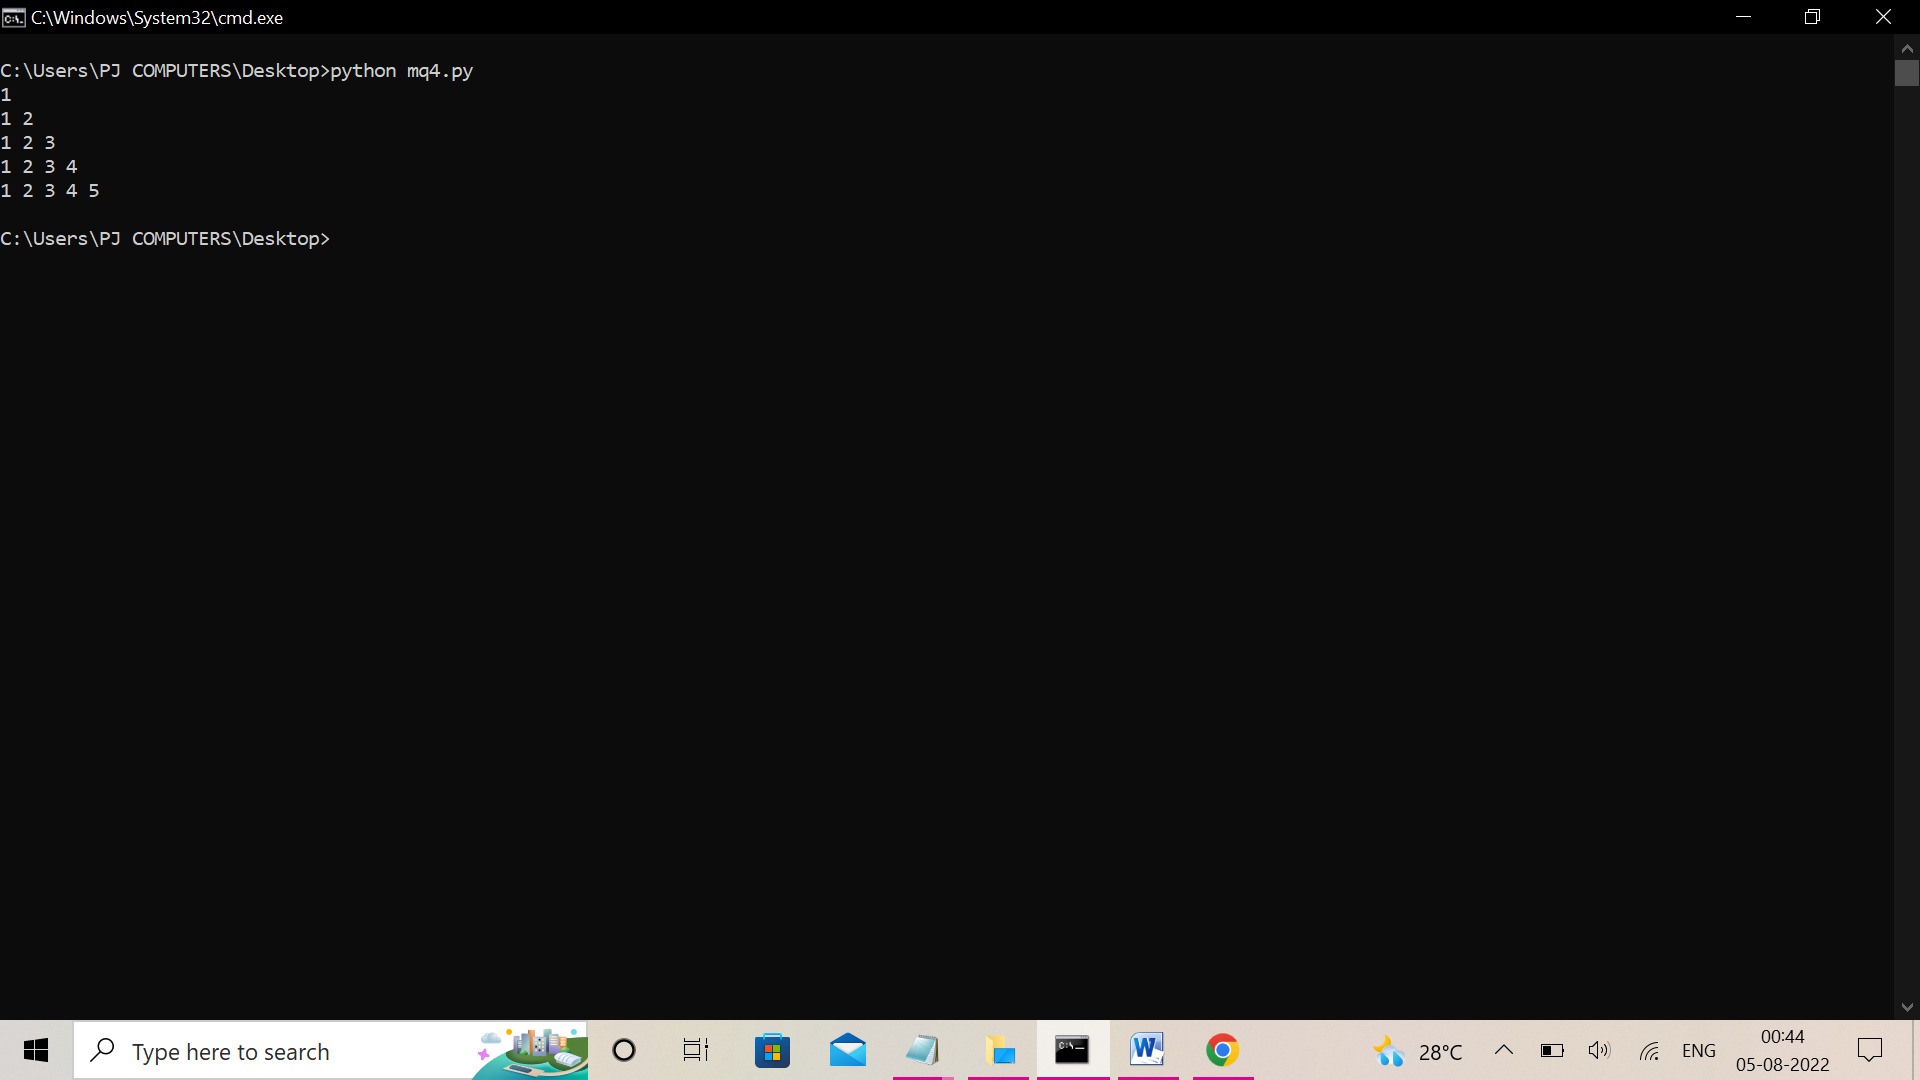 C:\Windows\System32\cmd.exe
C:\Users\PJ COMPUTERS\Desktop>python mq4.py
1
1 2
1 2 3
1 2 3 4
1 2 3 4 5
C:\Users\PJ COMPUTERS\Desktop>
Type here to search
28°C
ENG
00:44
05-08-2022